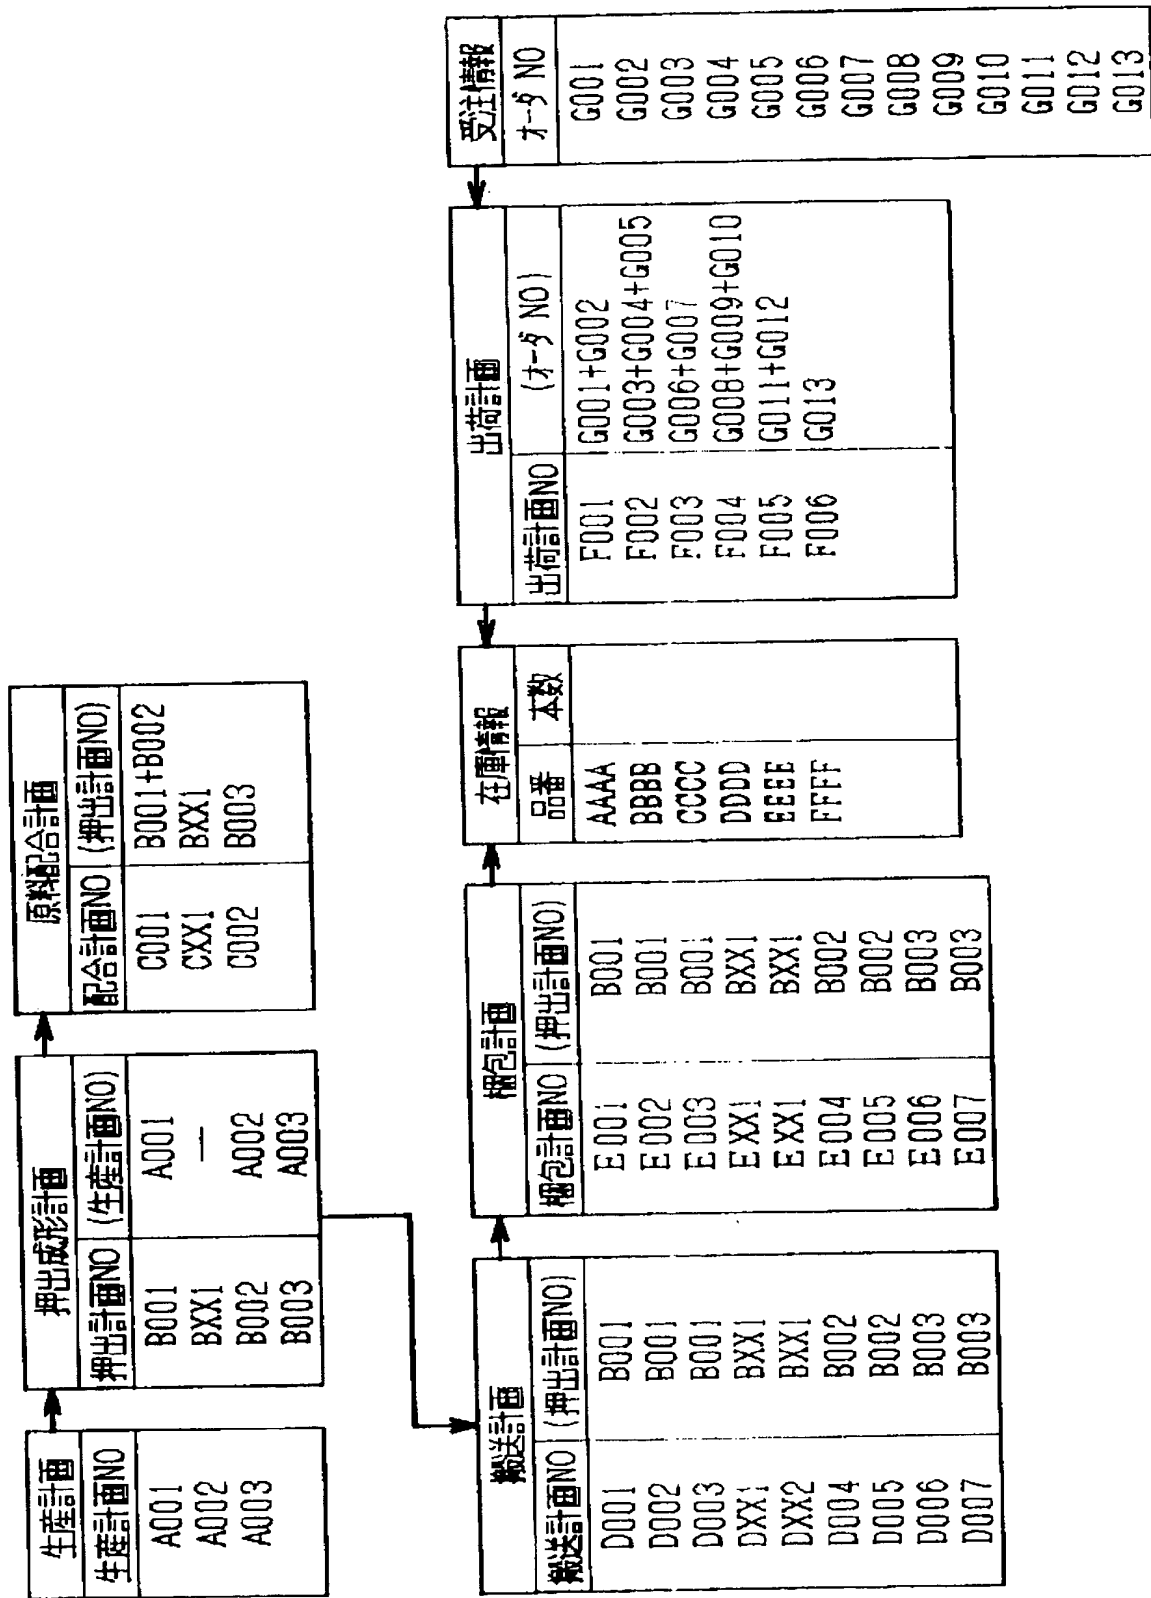 生産計画
生産計画NO
A001
A002
A003
押出成形計画
押出計画NO (生産計画NO)
B001 A001
BXX1 —
B002 A002
B003 A003
原料配合計画
配合計画NO (押出計画NO)
C001 B001+B002
CXX1 BXX1
C002 B003
搬送計画
搬送計画NO (押出計画NO)
D001 B001
D002 B001
D003 B001
DXX1 BXX1
DXX2 BXX1
D004 B002
D005 B002
D006 B003
D007 B003
梱包計画
梱包計画NO (押出計画NO)
E001 B001
E002 B001
E003 B001
EXX1 BXX1
EXX1 BXX1
E004 B002
E005 B002
E006 B003
E007 B003
在庫情報
品番 本数
AAAA
BBBB
CCCC
DDDD
EEEE
FFFF
出荷計画
出荷計画NO (オーダ NO)
F001 G001+G002
F002 G003+G004+G005
F003 G006+G007
F004 G008+G009+G010
F005 G011+G012
F006 G013
受注情報
オーダ NO
G001
G002
G003
G004
G005
G006
G007
G008
G009
G010
G011
G012
G013